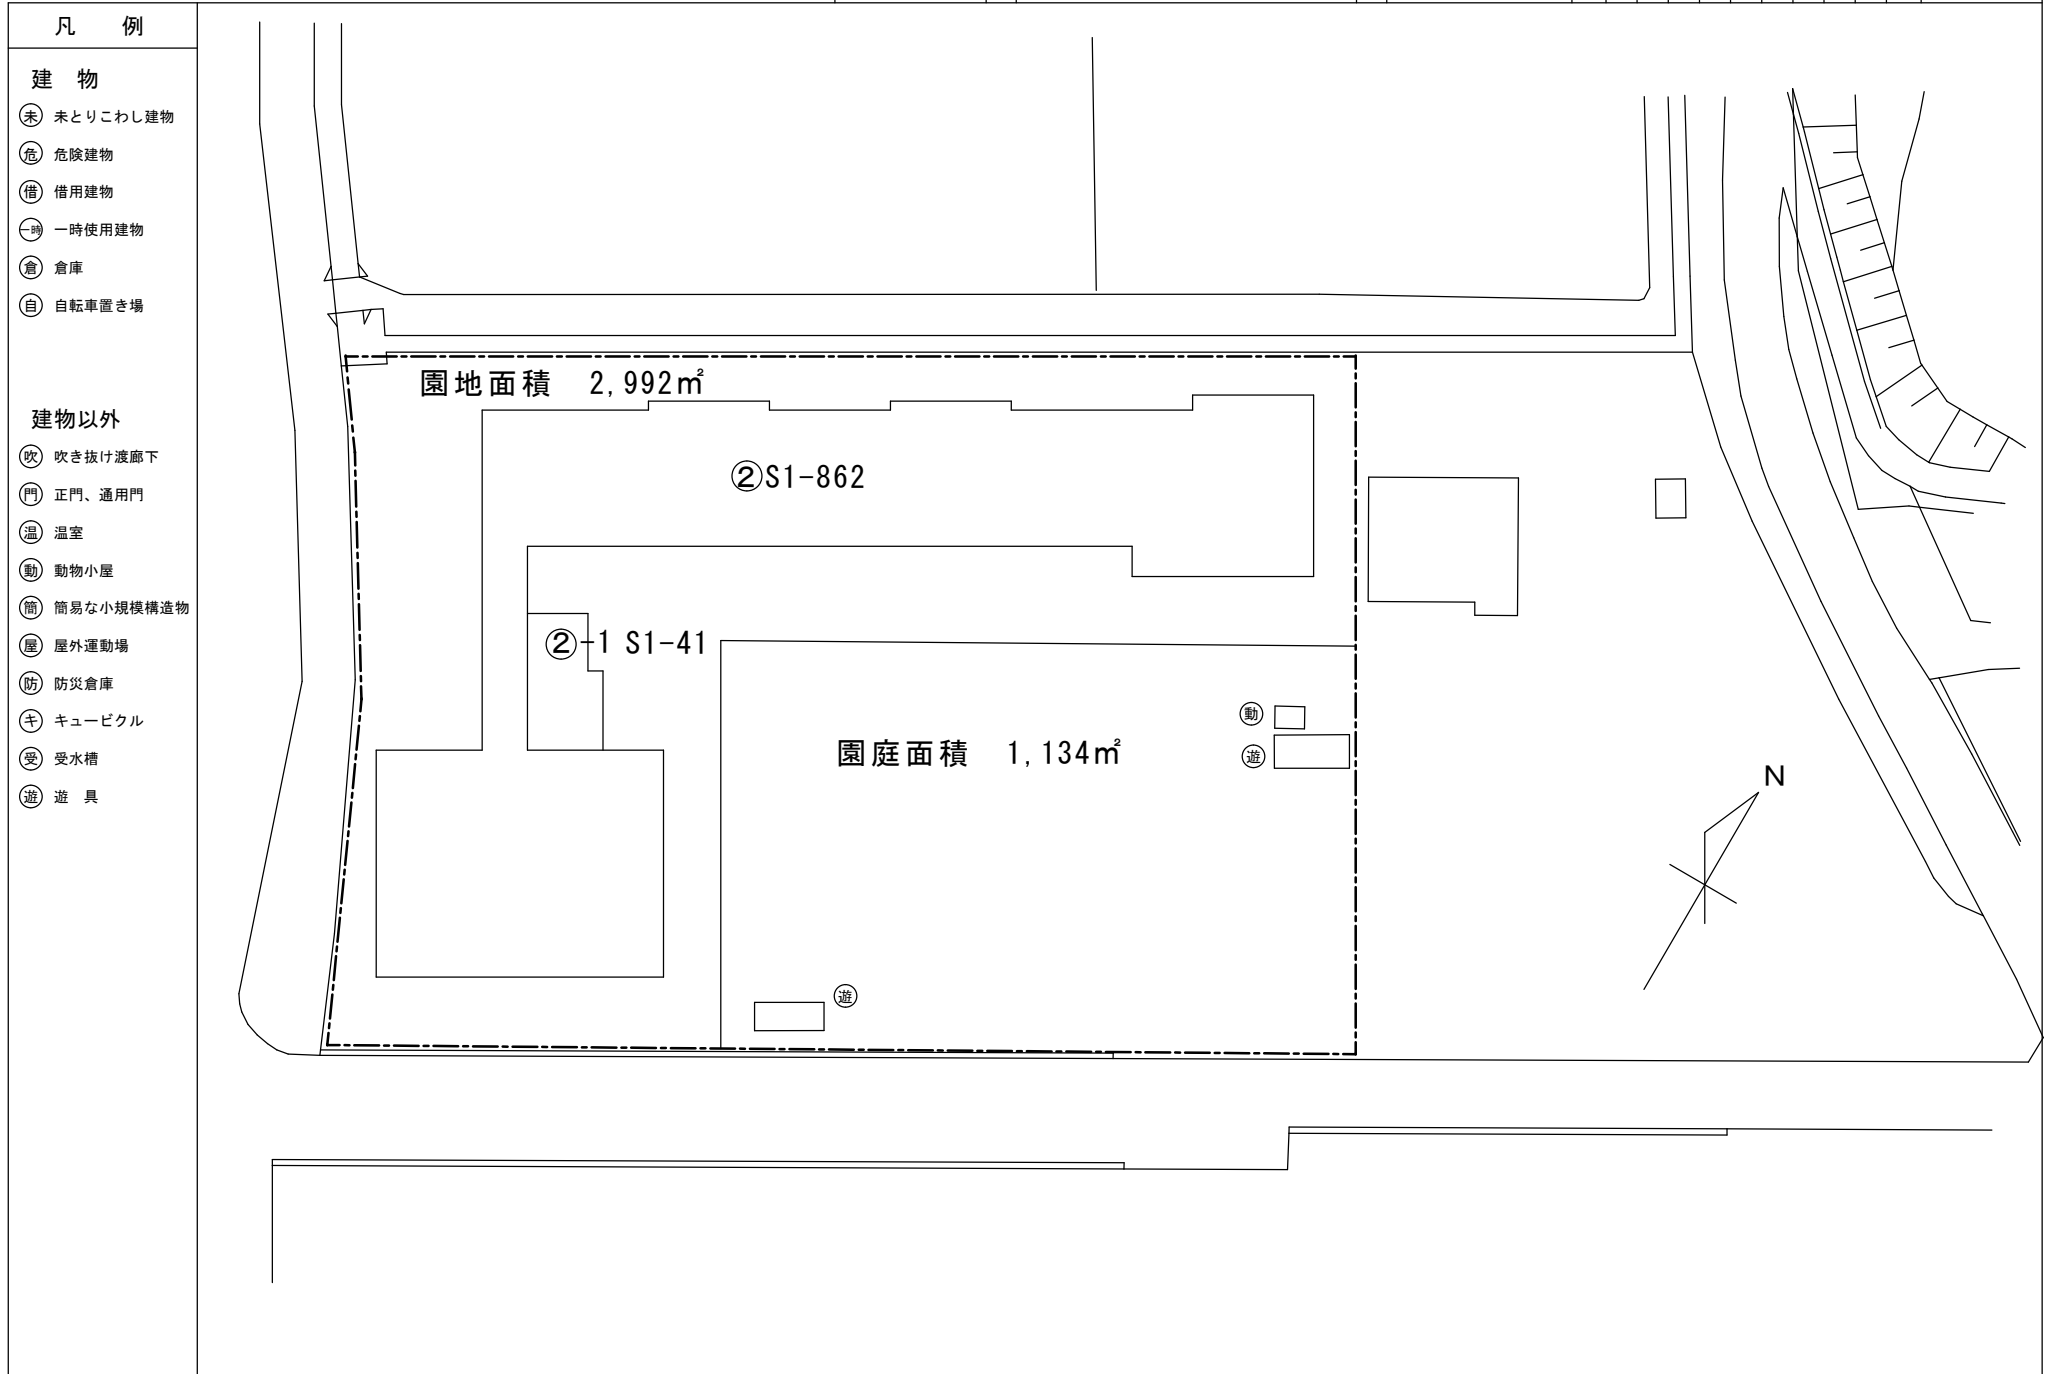 凡 例
建 物
未 未とりこわし建物
危 危険建物
借 借用建物
一時 一時使用建物
倉 倉庫
自 自転車置き場
建物以外
吹 吹き抜け渡廊下
門 正門、通用門
温 温室
動 動物小屋
簡 簡易な小規模構造物
屋 屋外運動場
防 防災倉庫
キ キュービクル
受 受水槽
遊 遊 具
園地面積 2,992㎡
②S1-862
②-1 S1-41
動
園庭面積 1,134㎡
遊
N
遊